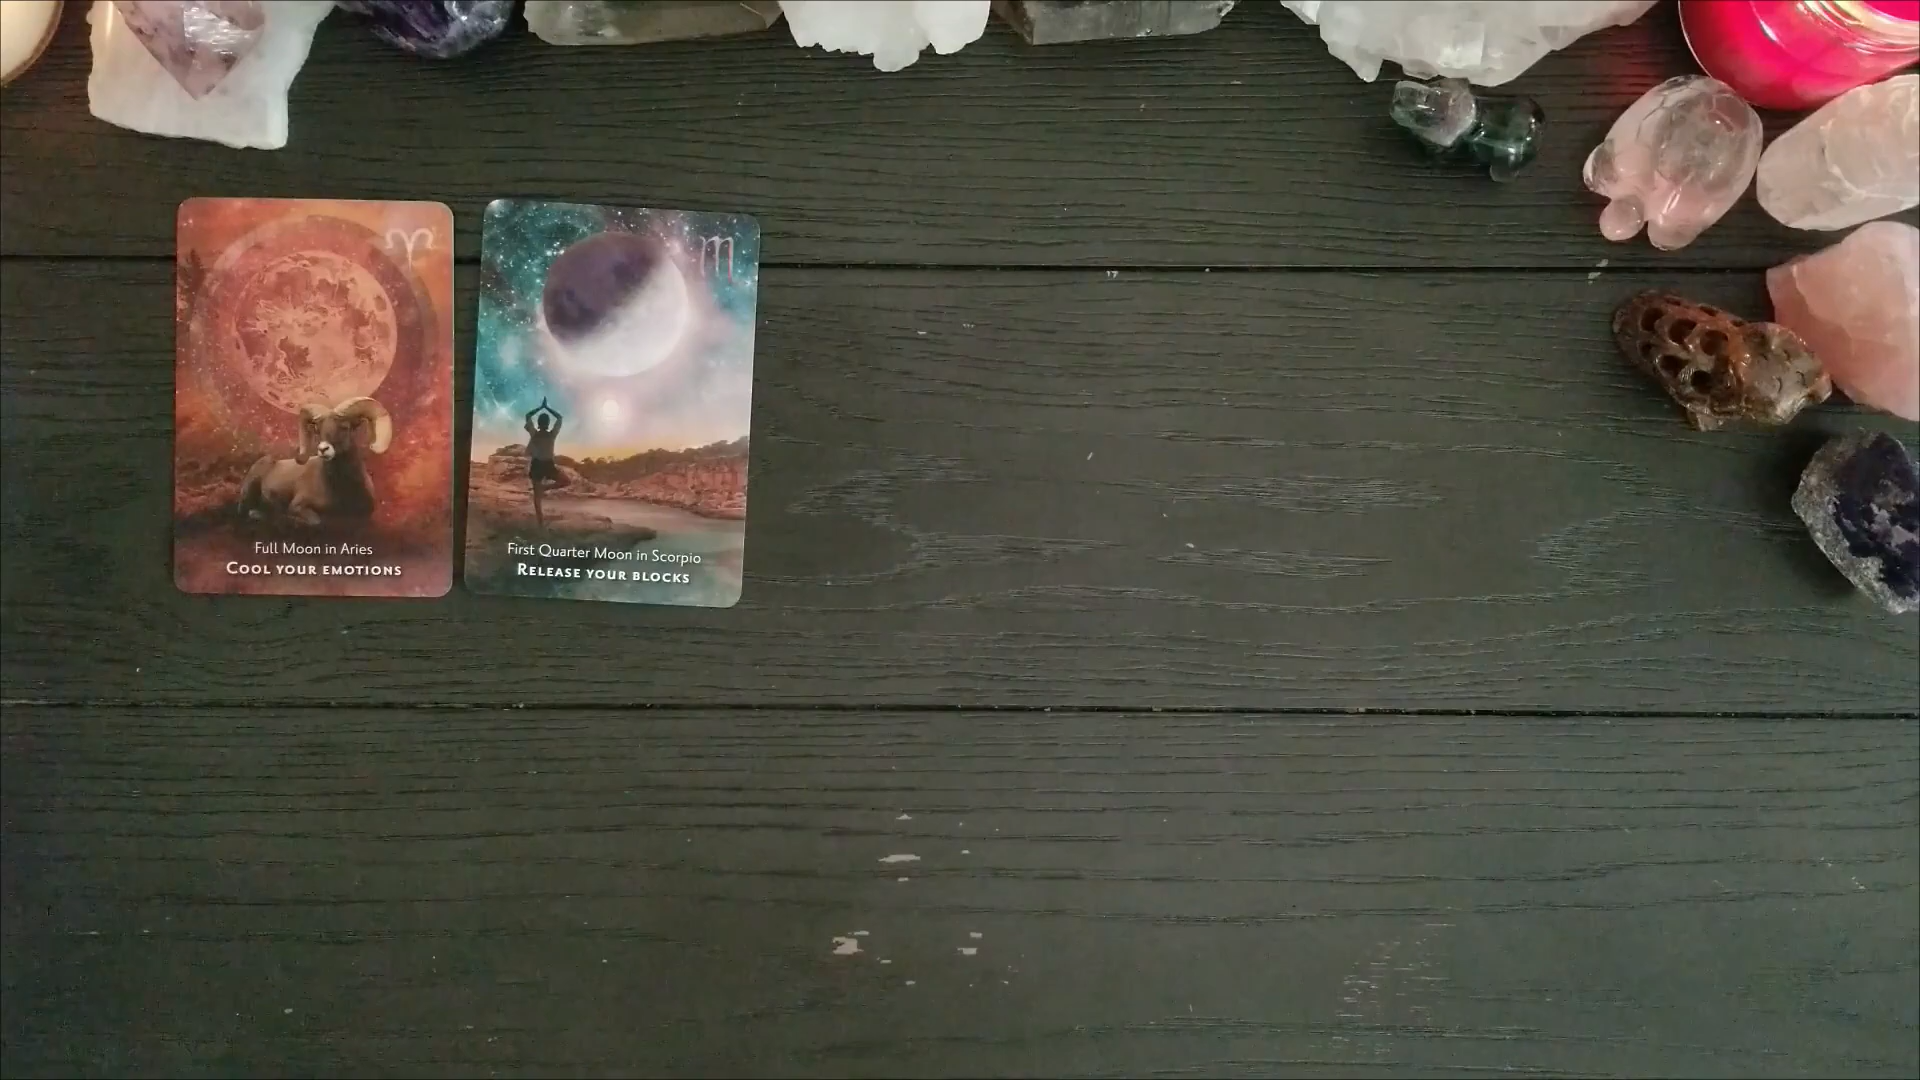 Full Moon in Aries
COOL YOUR EMOTIONS
First Quarter Moon in Scorpio
RELEASE YOUR BLOCKS